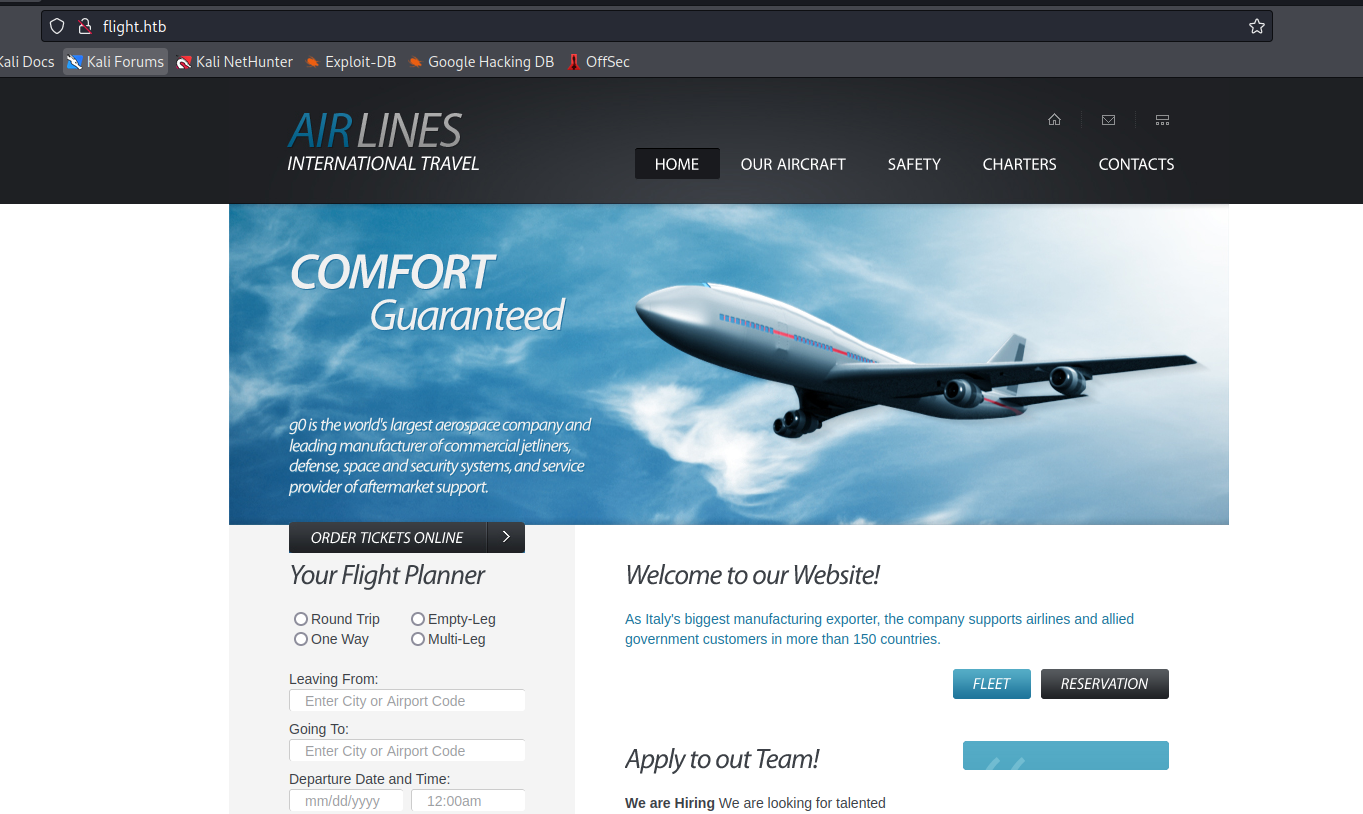 flight.htb
Kali Docs Kali Forums Kali NetHunter Exploit-DB Google Hacking DB OffSec
AIRLINES
INTERNATIONAL TRAVEL
HOME OUR AIRCRAFT SAFETY CHARTERS CONTACTS
COMFORT
Guaranteed
g0 is the world's largest aerospace company and
leading manufacturer of commercial jetliners,
defense, space and security systems, and service
provider of aftermarket support.
ORDER TICKETS ONLINE
Your Flight Planner
Round Trip Empty-Leg
One Way Multi-Leg
Leaving From:
Enter City or Airport Code
Going To:
Enter City or Airport Code
Departure Date and Time:
mm/dd/yyyy 12:00am
Welcome to our Website!
As Italy's biggest manufacturing exporter, the company supports airlines and allied
government customers in more than 150 countries.
FLEET RESERVATION
Apply to out Team!
“
We are Hiring We are looking for talented